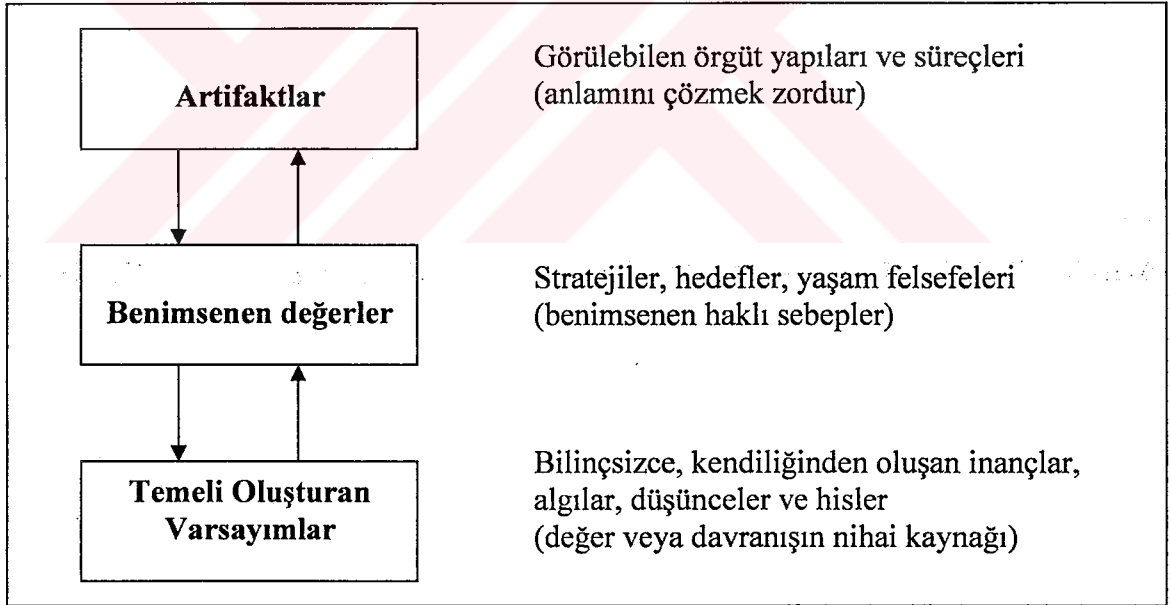 Artifaktlar
Görülebilen örgüt yapıları ve süreçleri
(anlamını çözmek zordur)
Benimsenen değerler
Stratejiler, hedefler, yaşam felsefeleri
(benimsenen haklı sebepler)
Temeli Oluşturan
Varsayımlar
Bilinçsizce, kendiliğinden oluşan inançlar,
algılar, düşünceler ve hisler
(değer veya davranışın nihai kaynağı)